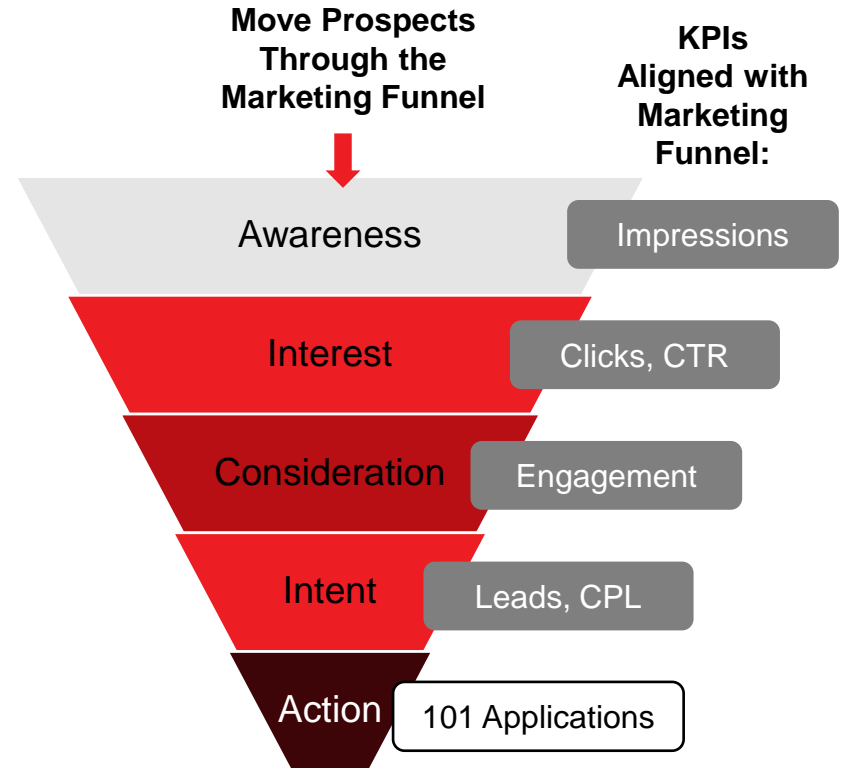 Move Prospects
Through the
Marketing Funnel
KPIs
Aligned with
Marketing
Funnel:
Awareness
Impressions
Interest
Clicks, CTR
Consideration
Engagement
Intent
Leads, CPL
Action
101 Applications